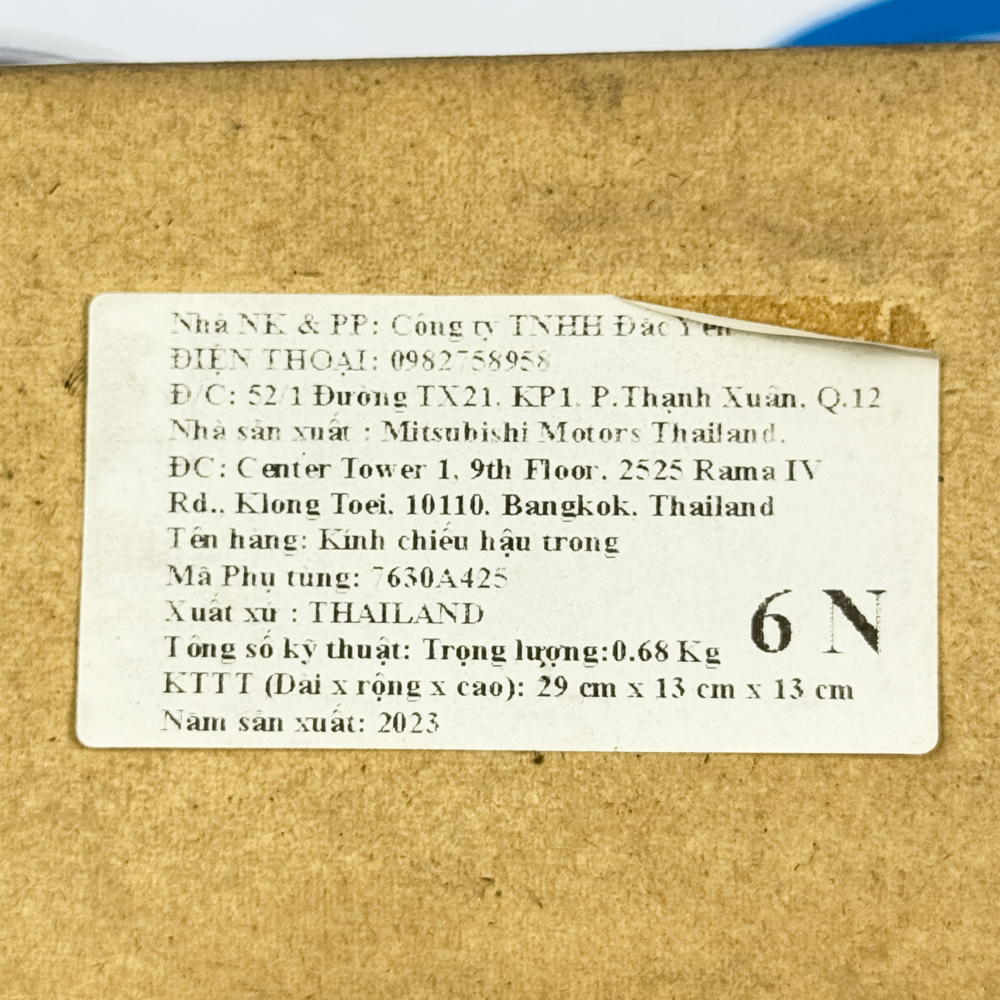 Nhà NK & PP: Công ty TNHH Đắc Yến
ĐIỆN THOẠI: 0982758958
Đ/C: 52/1 Đường TX21, KP1, P.Thạnh Xuân, Q.12
Nhà sản xuất : Mitsubishi Motors Thailand.
ĐC: Center Tower 1, 9th Floor, 2525 Rama IV
Rd., Klong Toei, 10110, Bangkok, Thailand
Tên hàng: Kính chiếu hậu trong
Mã Phụ tùng: 7630A425
Xuất xứ : THAILAND
Tông số kỹ thuật: Trọng lượng:0.68 Kg
KTTT (Dài x rộng x cao): 29 cm x 13 cm x 13 cm
Năm sản xuất: 2023
6 N